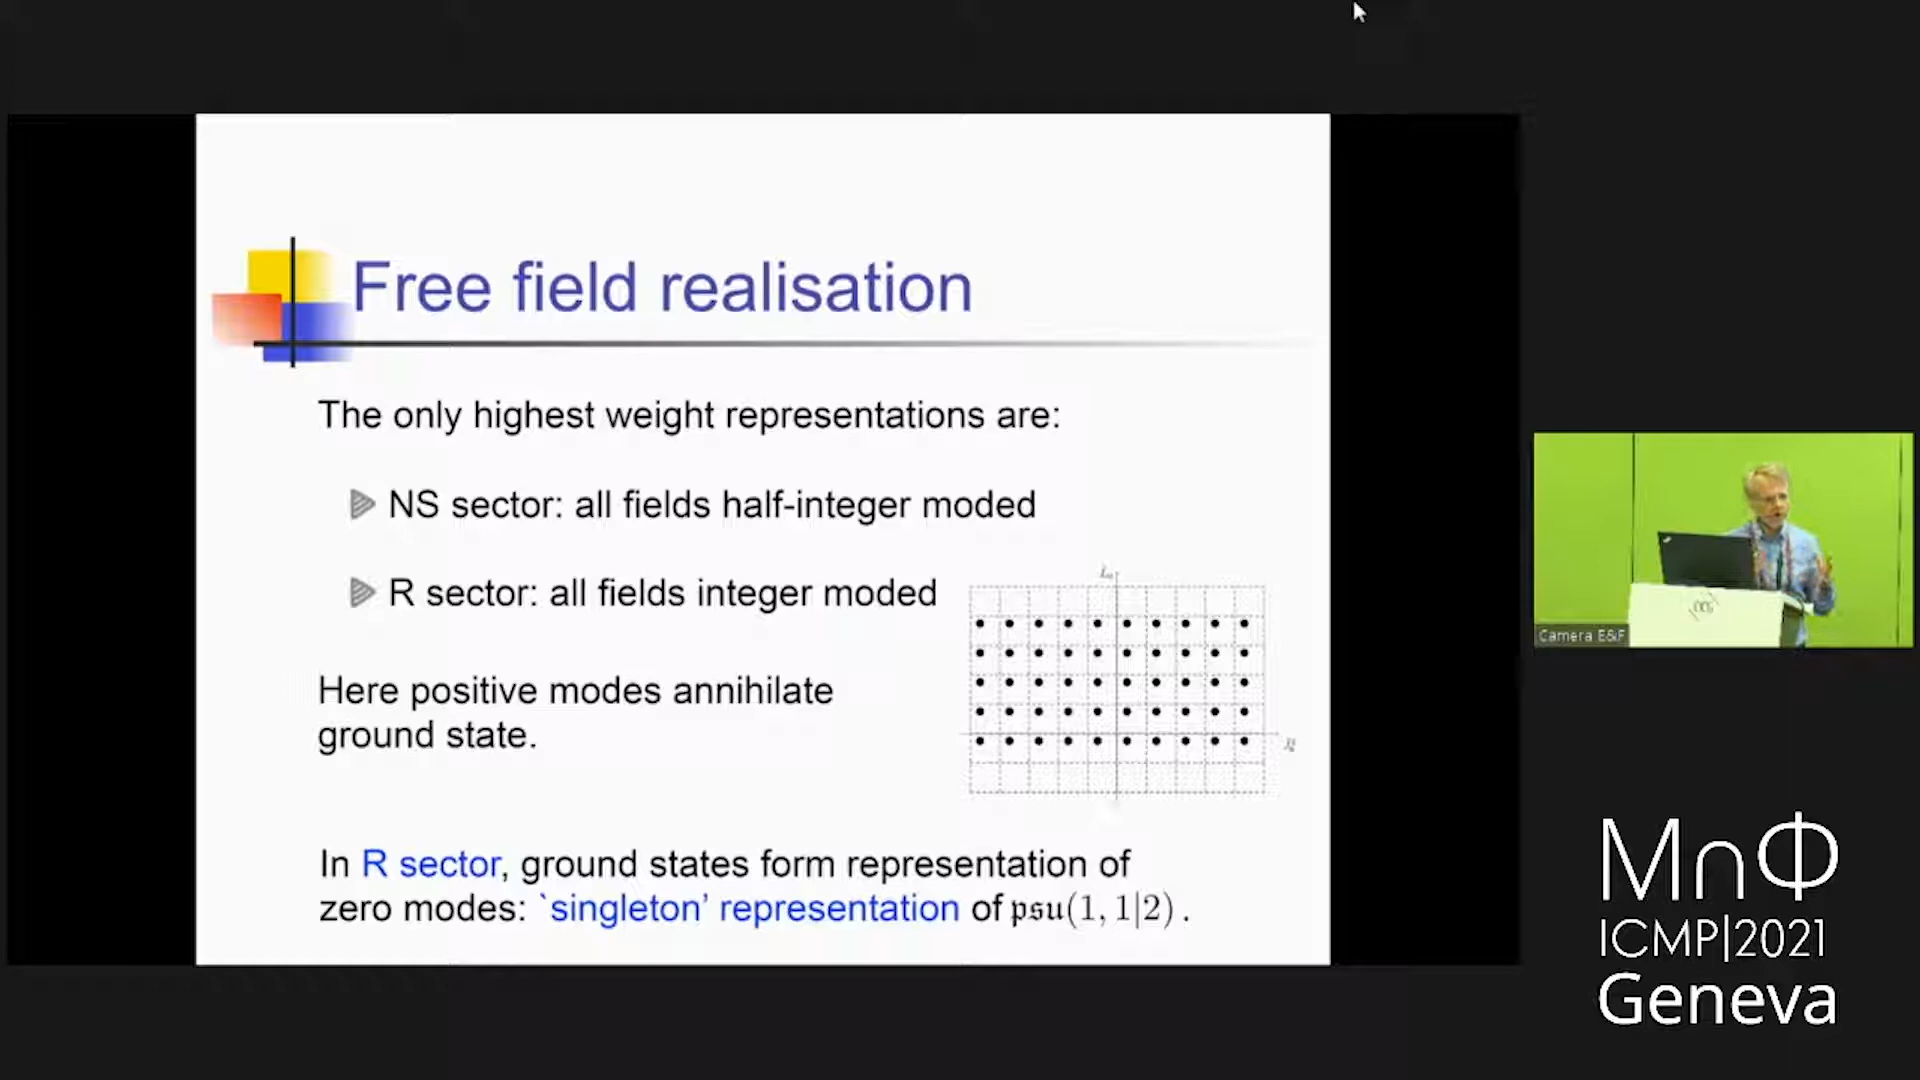 Free field realisation
The only highest weight representations are:
NS sector: all fields half-integer moded
R sector: all fields integer moded
Here positive modes annihilate
ground state.
In R sector, ground states form representation of
zero modes: `singleton' representation of 𝔭𝔰𝔲(1, 1|2) .
Camera E&F
MnΦ
ICMP|2021
Geneva